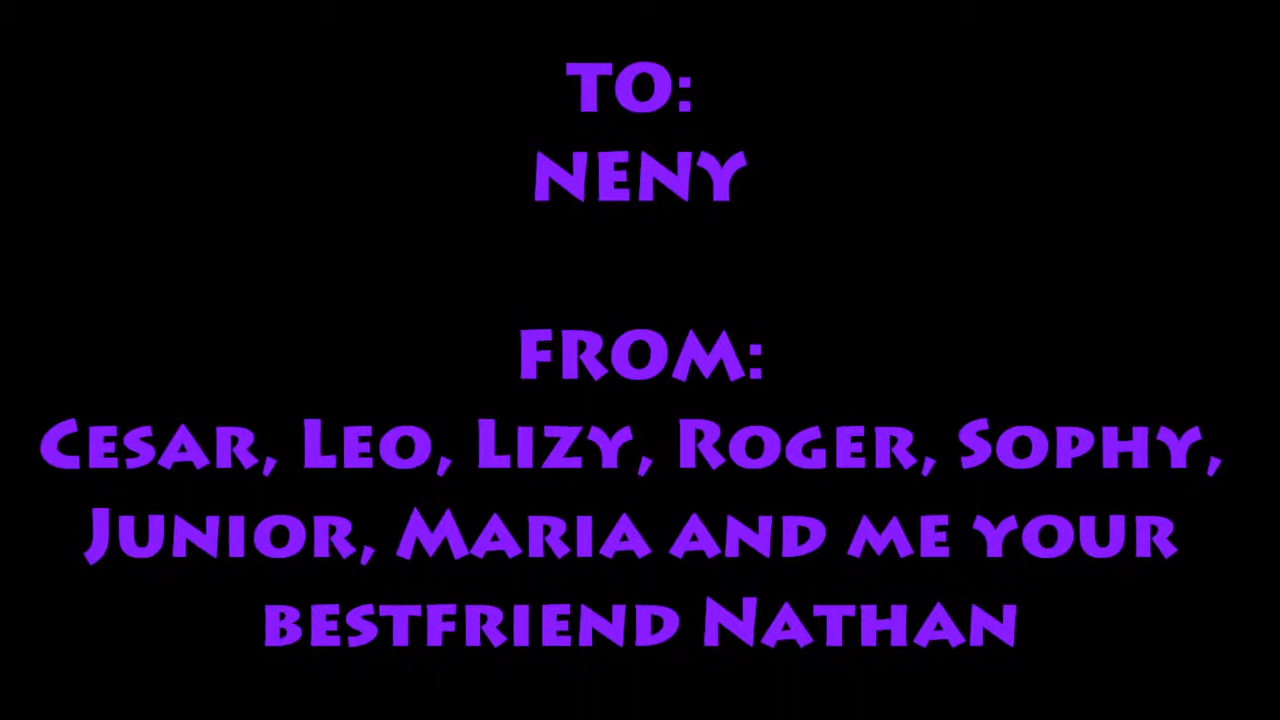 TO:
NENY
FROM:
Cesar, Leo, Lizy, Roger, Sophy,
Junior, Maria and me your
bestfriend Nathan